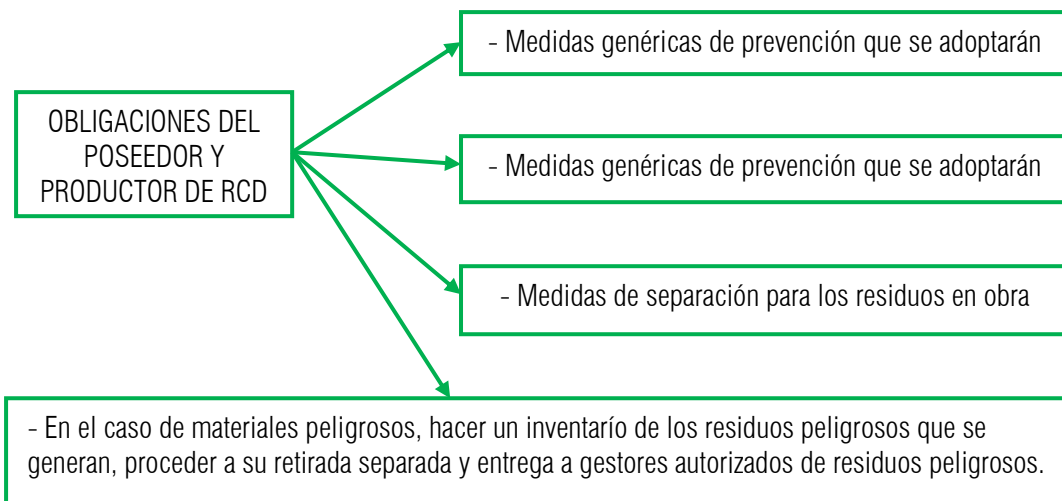 - Medidas genéricas de prevención que se adoptarán
OBLIGACIONES DEL
POSEEDOR Y
PRODUCTOR DE RCD
- Medidas genéricas de prevención que se adoptarán
- Medidas de separación para los residuos en obra
- En el caso de materiales peligrosos, hacer un inventarío de los residuos peligrosos que se
generan, proceder a su retirada separada y entrega a gestores autorizados de residuos peligrosos.